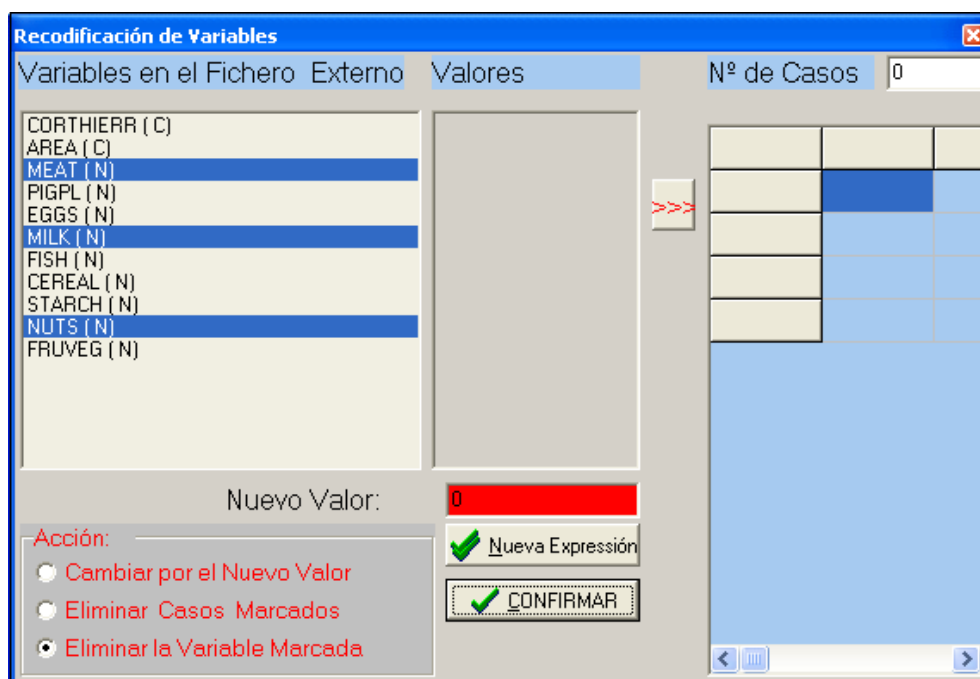 Recodificación de Variables
Variables en el Fichero Externo
Valores
Nº de Casos
0
CORTHIERR ( C)
AREA ( C)
MEAT ( N)
PIGPL ( N)
EGGS ( N)
MILK ( N)
FISH ( N)
CEREAL ( N)
STARCH ( N)
NUTS ( N)
FRUVEG ( N)
>>>
Nuevo Valor:
0
Acción:
Cambiar por el Nuevo Valor
Eliminar Casos Marcados
Eliminar la Variable Marcada
Nueva Expressión
CONFIRMAR